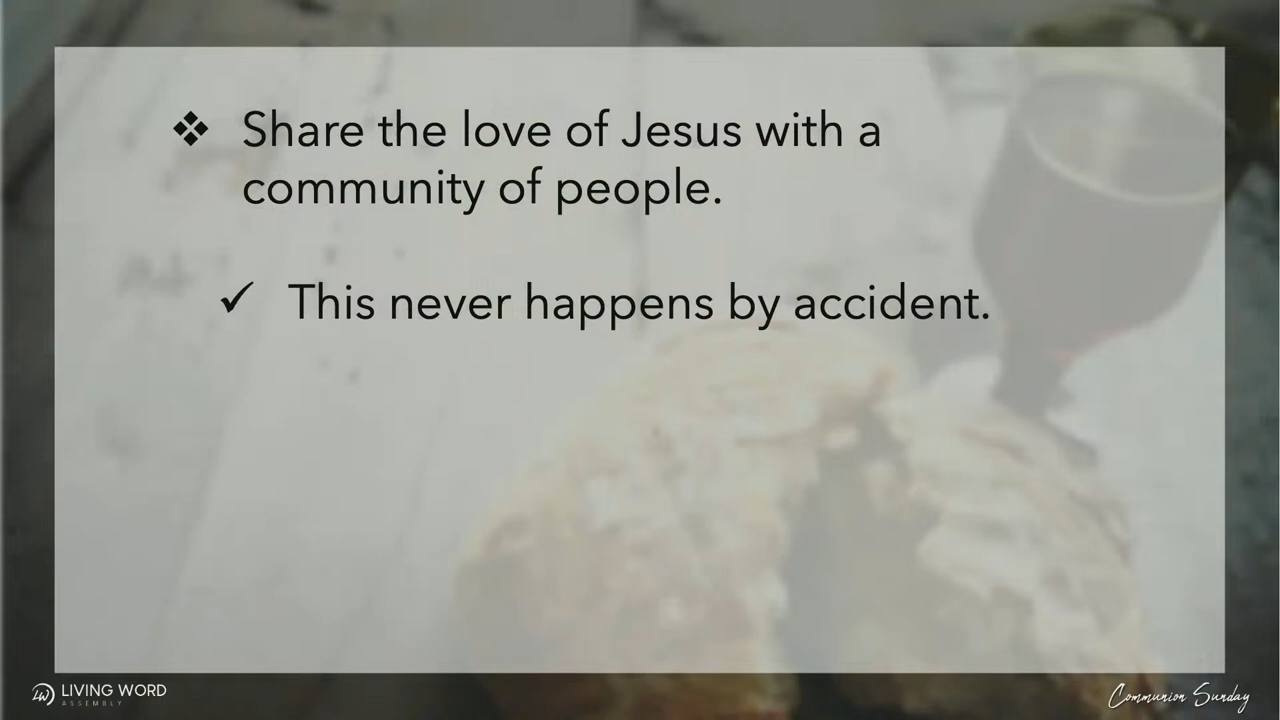 ❖ Share the love of Jesus with a
community of people.
✓ This never happens by accident.
LIVING WORD
ASSEMBLY
Communion Sunday